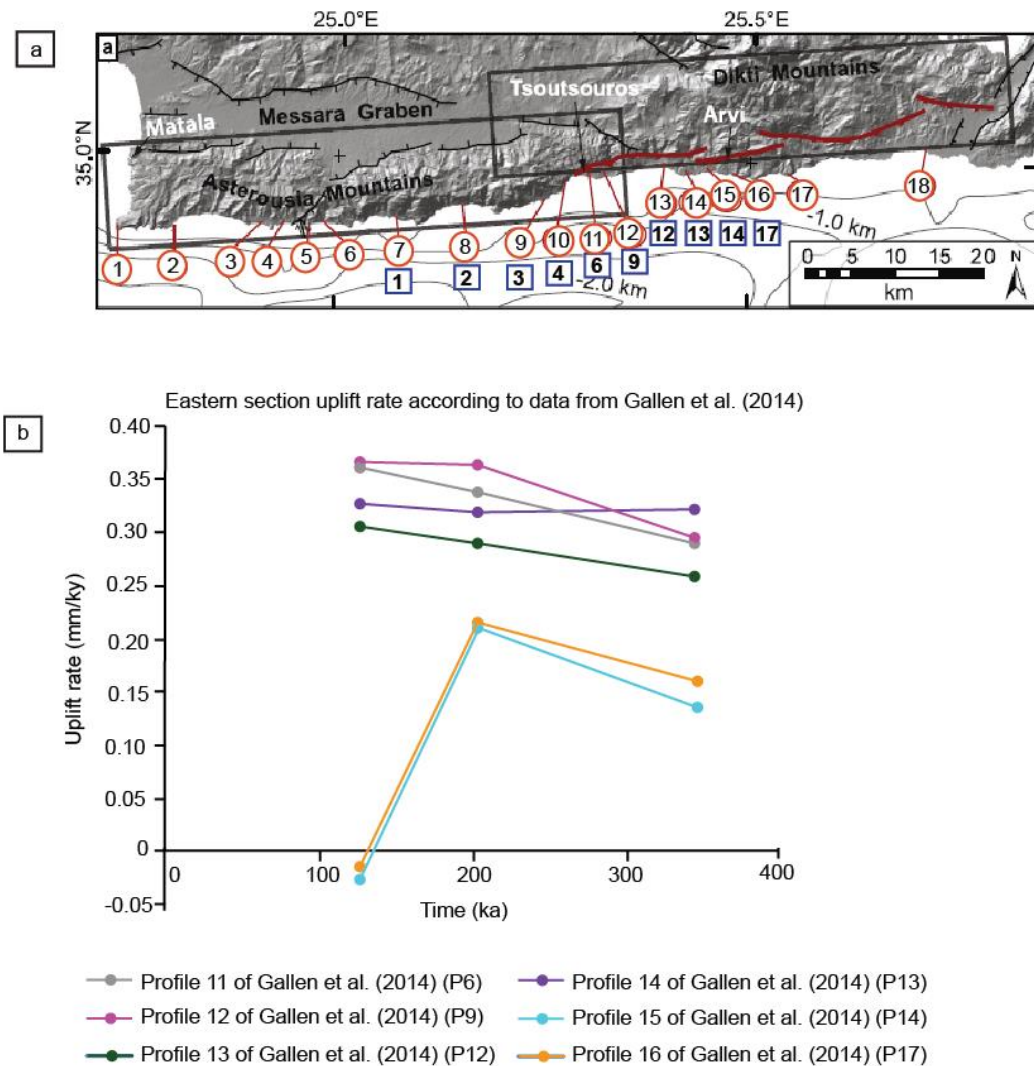 25.0°E
25.5°E
a
a
Tsoutsouros
Dikti Mountains
Messara Graben
Arvi
Matala
35.0°N
Asterousia Mountains
1
2
3
4
5
6
7
8
9
10
11
12
13
14
15
16
17
18
1
2
3
4
6
9
12
13
14
17
-1.0 km
-2.0 km
0 5 10 15 20
km
N
Eastern section uplift rate according to data from Gallen et al. (2014)
b
0.40
0.35
0.30
0.25
0.20
0.15
0.10
0.05
0
-0.05
Uplift rate (mm/ky)
0 100 200 300 400
Time (ka)
Profile 11 of Gallen et al. (2014) (P6)
Profile 14 of Gallen et al. (2014) (P13)
Profile 12 of Gallen et al. (2014) (P9)
Profile 15 of Gallen et al. (2014) (P14)
Profile 13 of Gallen et al. (2014) (P12)
Profile 16 of Gallen et al. (2014) (P17)